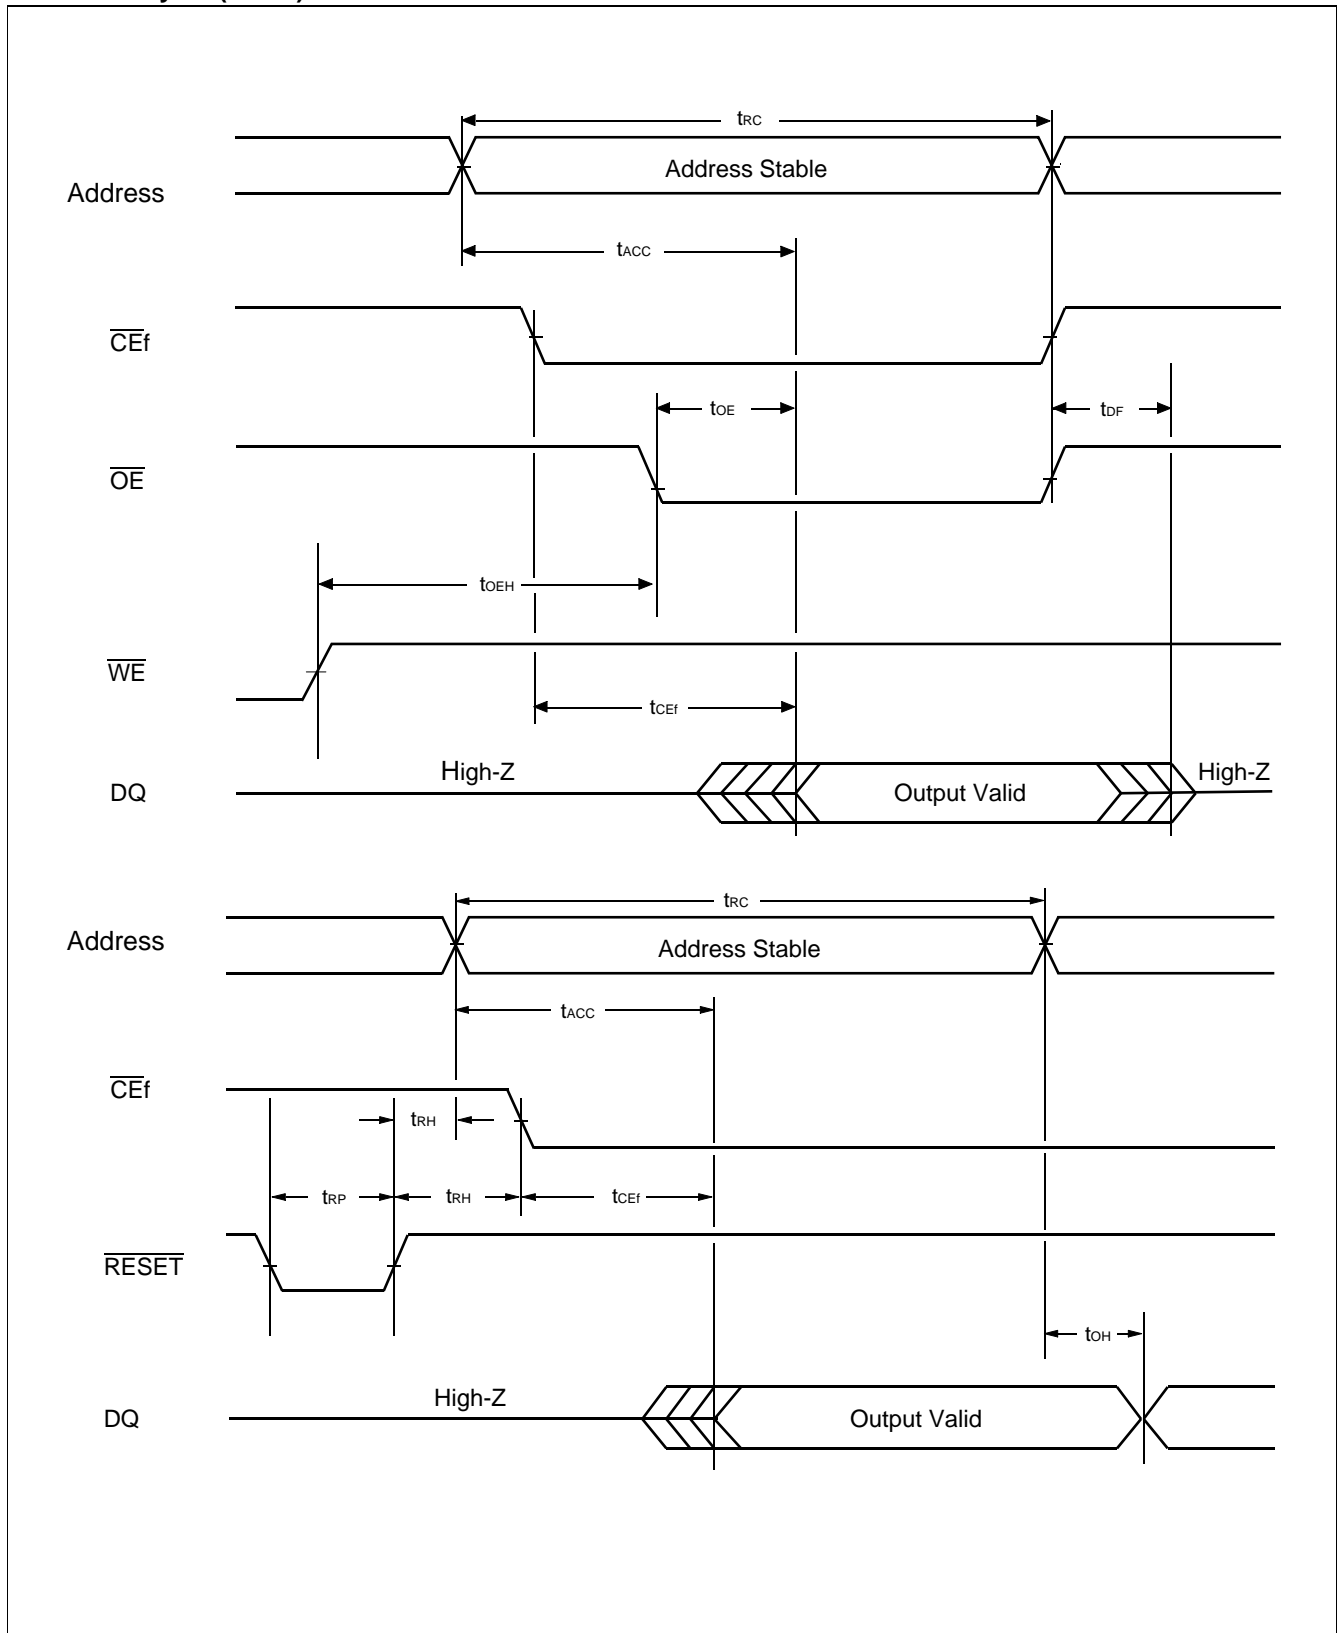 tRC
Address Stable
Address
tACC
CEf
tOE
tDF
OE
tOEH
WE
tCEf
High-Z
High-Z
DQ
Output Valid
tRC
Address
Address Stable
tACC
CEf
tRH
tRP
tRH
tCEf
RESET
tOH
High-Z
DQ
Output Valid